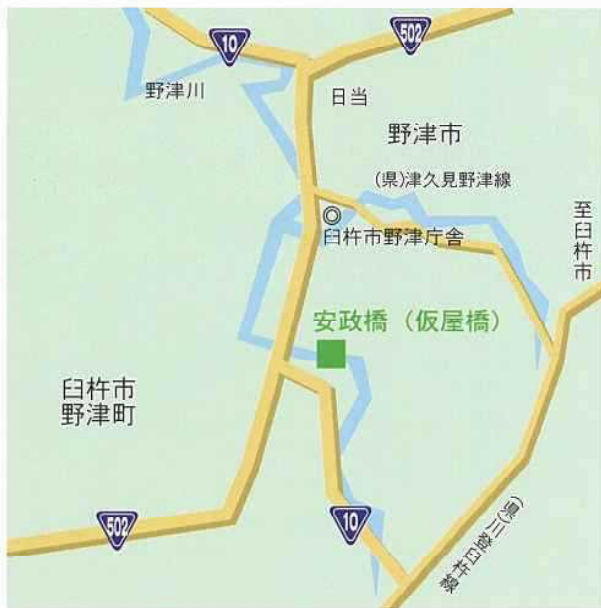 10
502
野津川
日当
野津市
(県)津久見野津線
至臼杵市
臼杵市野津庁舎
安政橋（仮屋橋）
臼杵市
野津町
502
10
(県)川登臼杵線